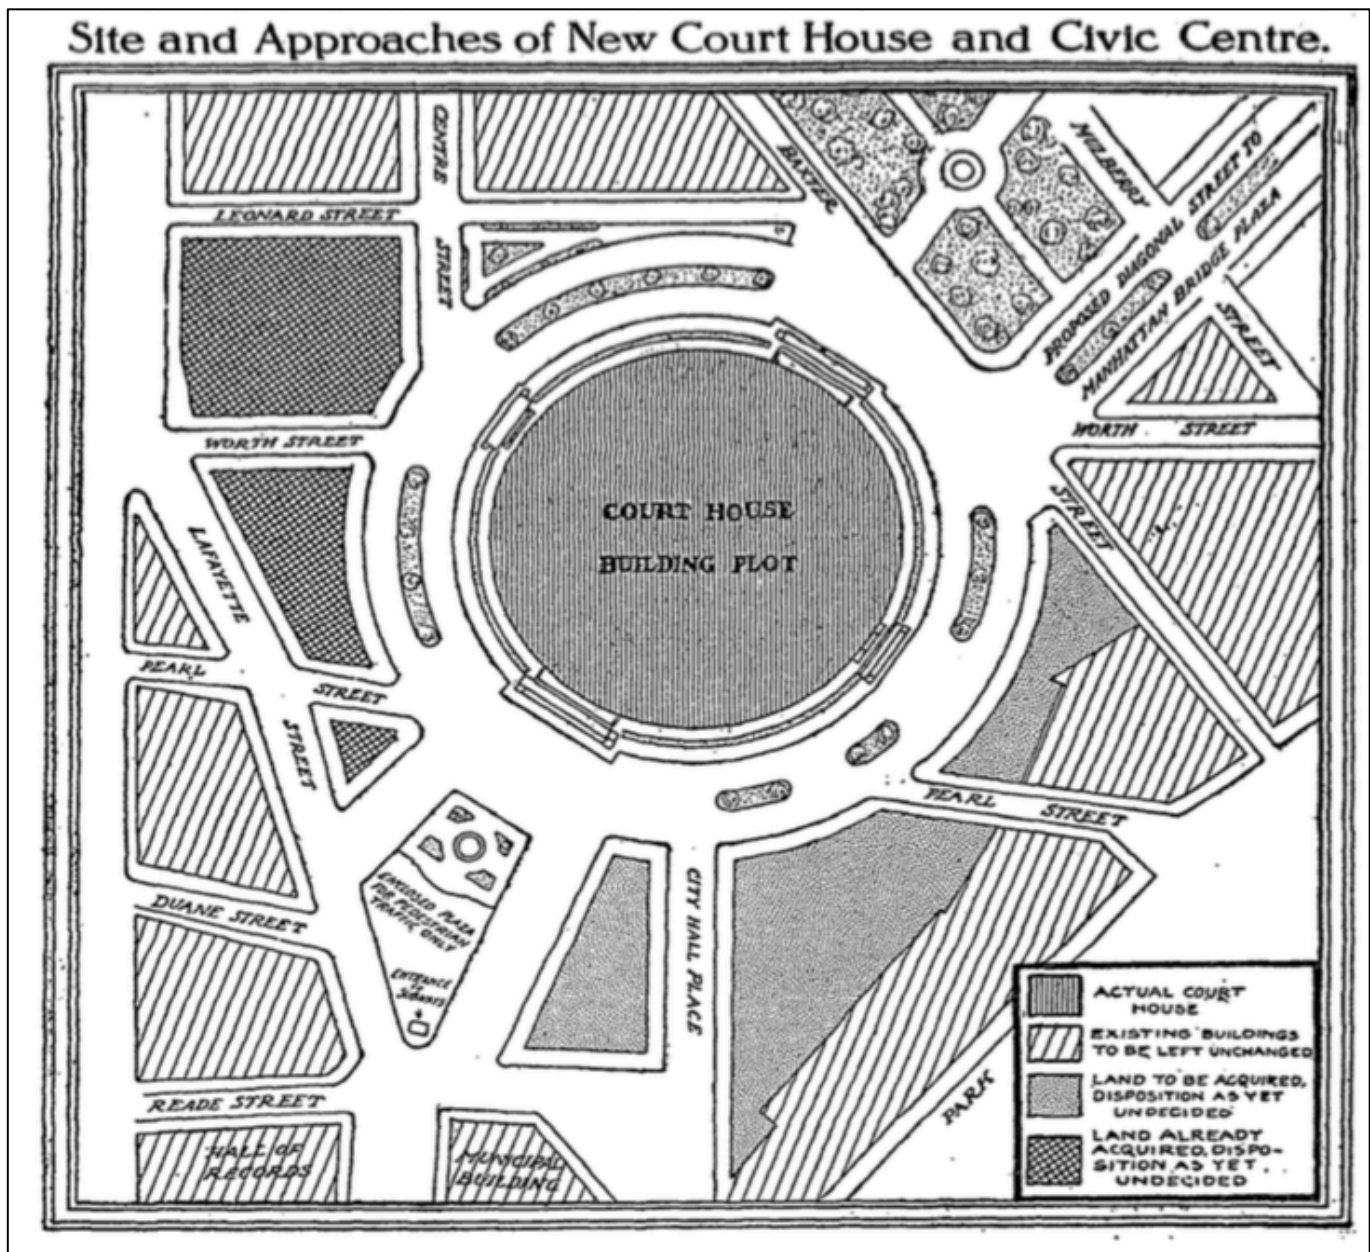 Site and Approaches of New Court House and Civic Centre.
CENTRE
STREET
LEONARD STREET
BAXTER
MULBERRY
PROPOSED DIAGONAL STREET TO
MANHATTAN BRIDGE PLAZA
STREET
WORTH STREET
WORTH STREET
STREET
COURT HOUSE
BUILDING PLOT
LAFAYETTE
STREET
PEARL
STREET
PEARL STREET
DUANE STREET
ENCLOSED PLAZA
FOR PEDESTRIAN
TRAFFIC ONLY
ENTRANCE
TO
SUBWAYS
CITY HALL PLACE
READE STREET
HALL OF
RECORDS
MUNICIPAL
BUILDING
PARK
ACTUAL COURT
HOUSE
EXISTING BUILDINGS
TO BE LEFT UNCHANGED
LAND TO BE ACQUIRED,
DISPOSITION AS YET
UNDECIDED
LAND ALREADY
ACQUIRED, DISPO-
SITION AS YET
UNDECIDED